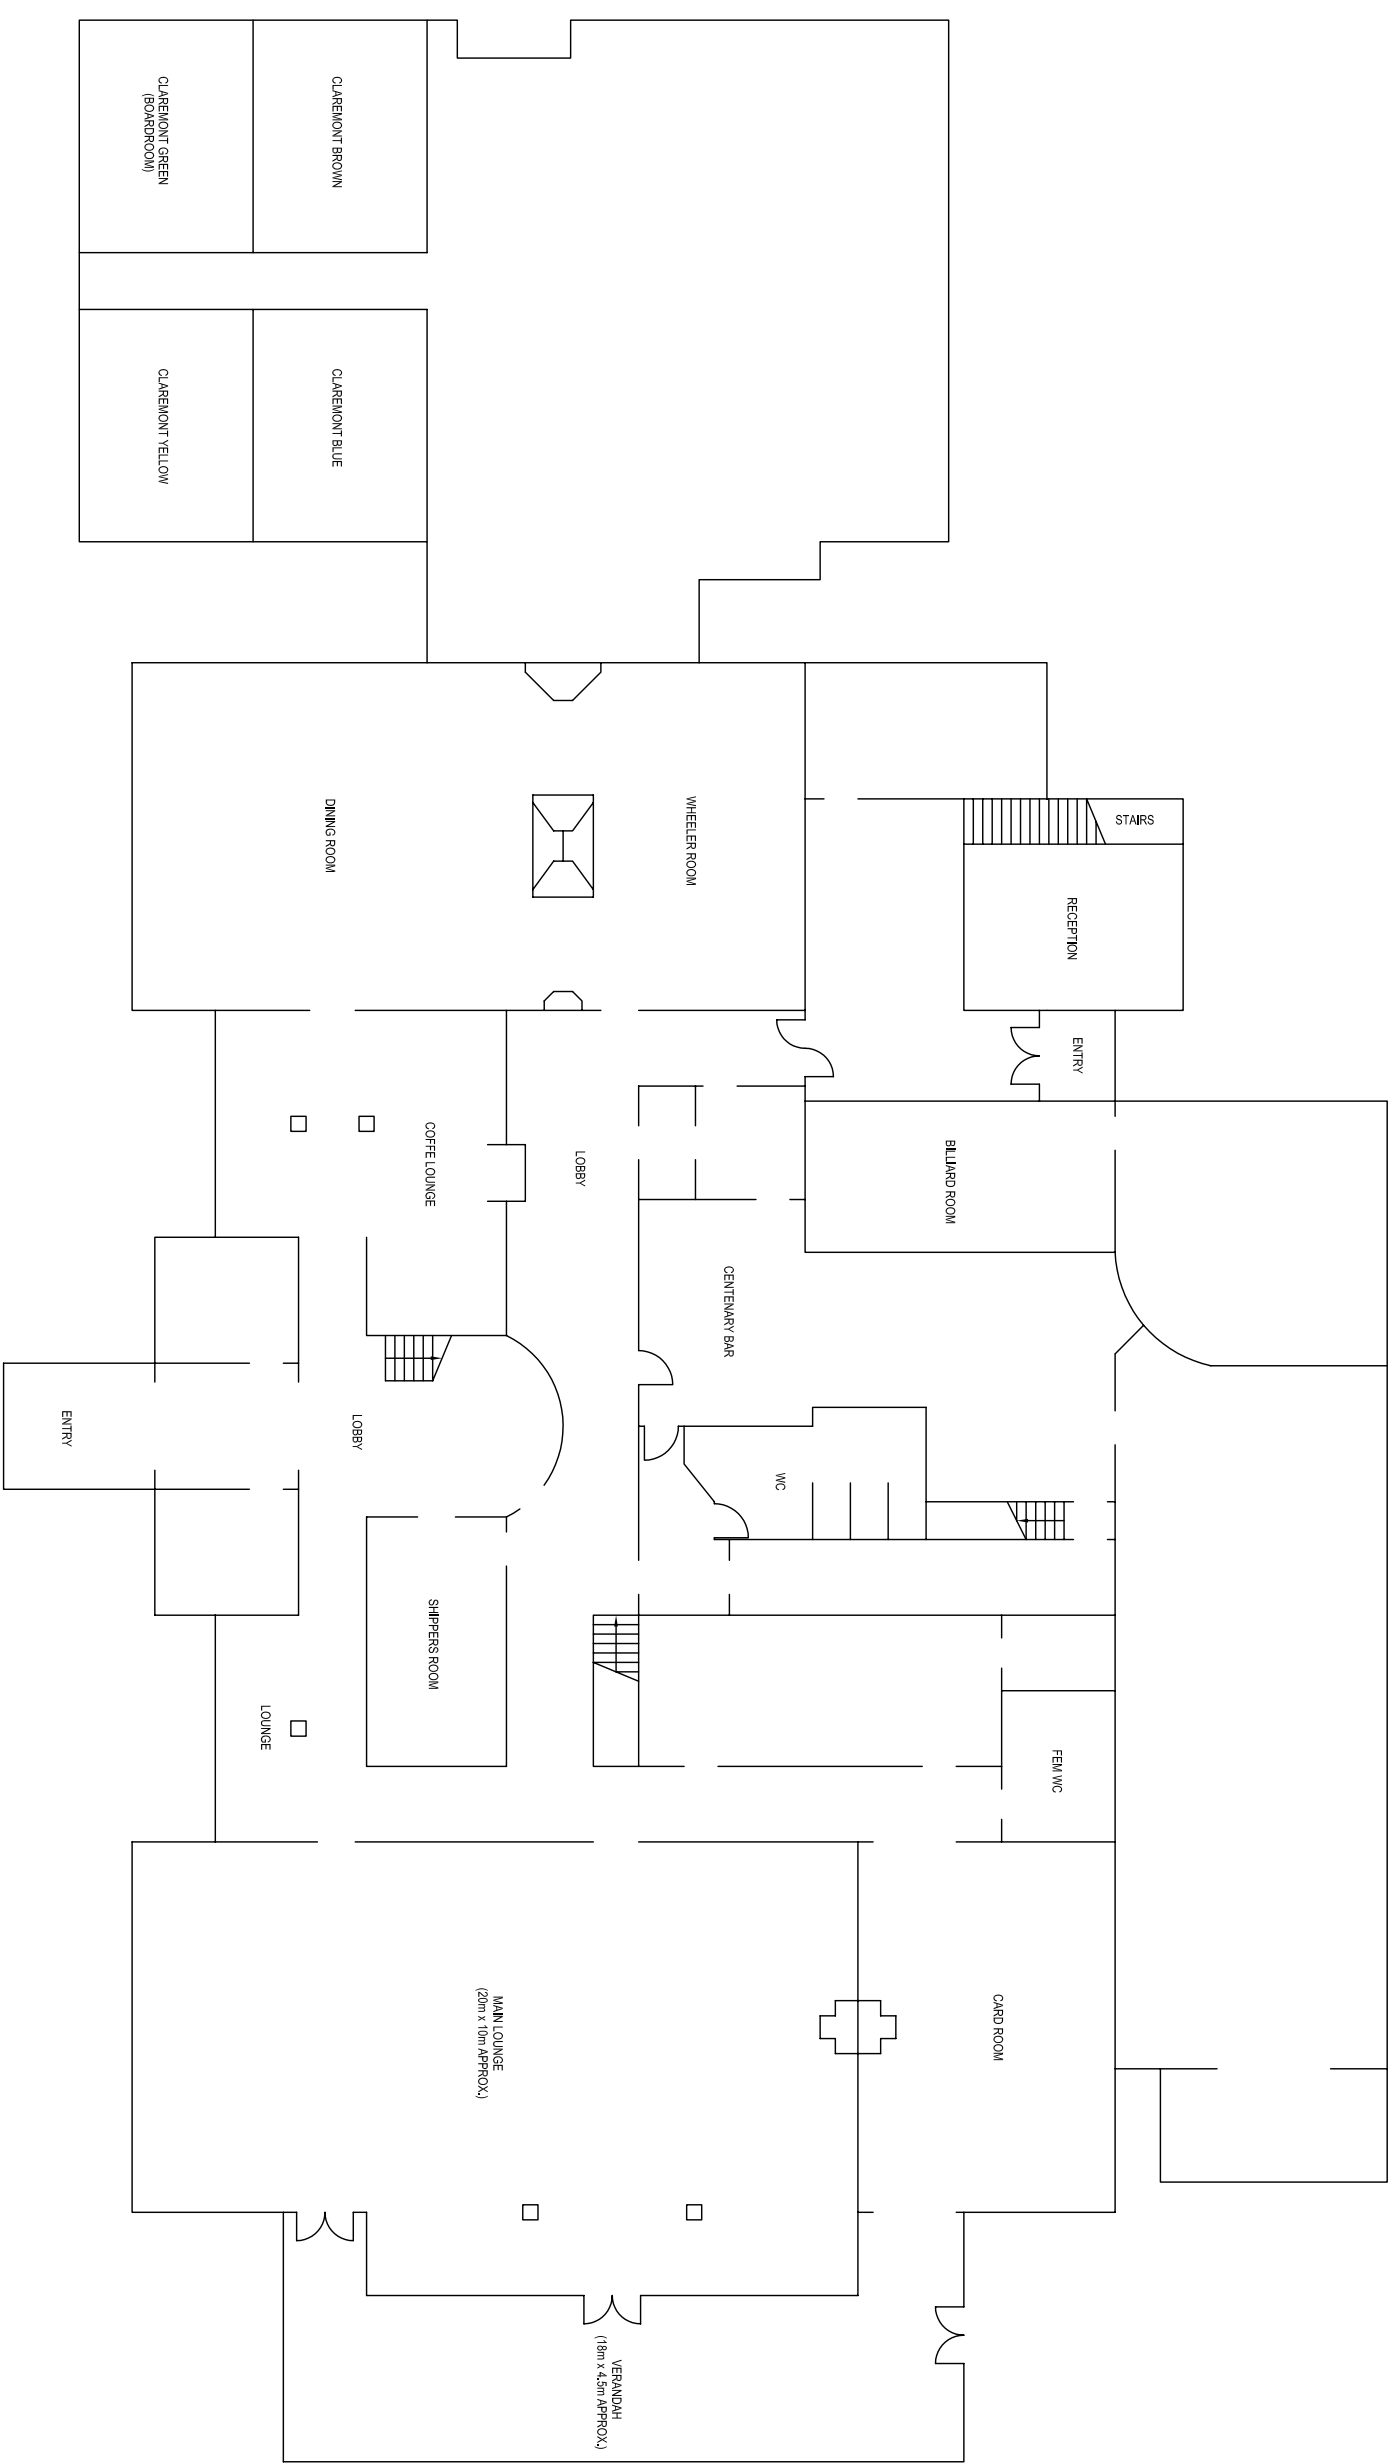 CLAREMONT GREEN
(BOARDROOM)
CLAREMONT BROWN
CLAREMONT YELLOW
CLAREMONT BLUE
DINING ROOM
WHEELER ROOM
STAIRS
RECEPTION
ENTRY
COFFE LOUNGE
LOBBY
BILLIARD ROOM
CENTENARY BAR
ENTRY
LOBBY
WC
SHIPPERS ROOM
LOUNGE
FEM WC
MAIN LOUNGE
(20m x 10m APPROX.)
CARD ROOM
VERANDAH
(18m x 4.5m APPROX.)